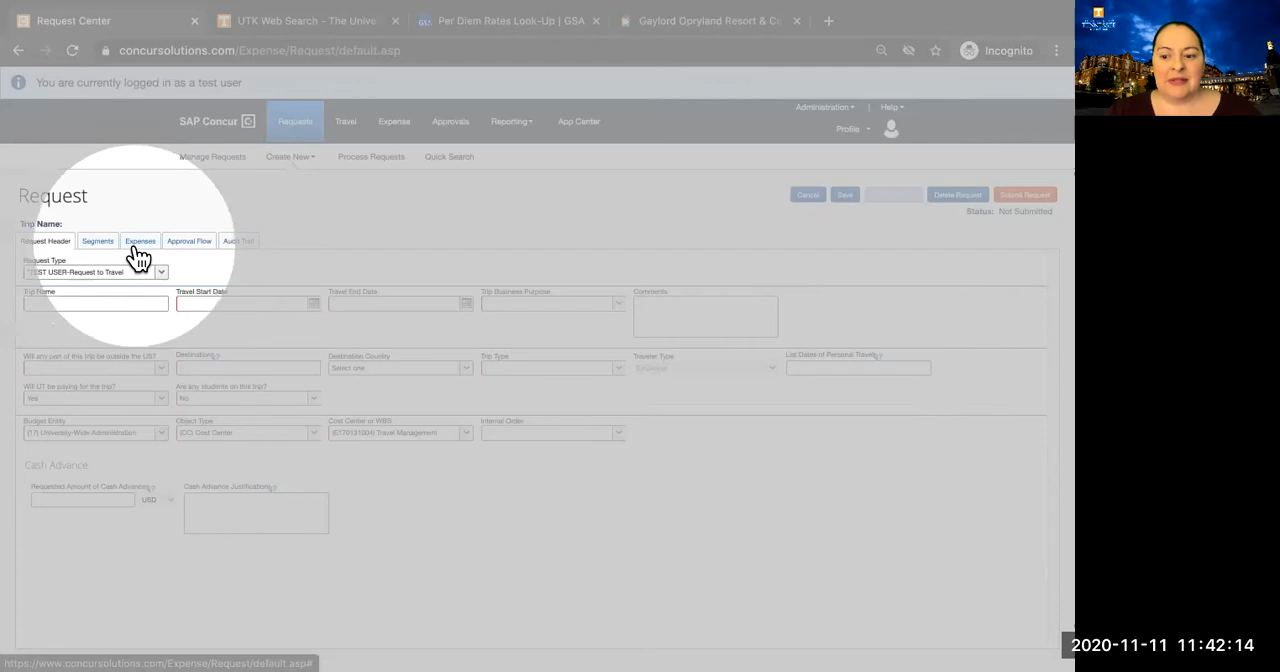 Request Center
UTK Web Search - The Unive
Per Diem Rates Look-Up | GSA
Gaylord Opryland Resort & C
concursolutions.com/Expense/Request/default.asp
Incognito
You are currently logged in as a test user
Administration | Help
SAP Concur C Requests Travel Expense Approvals Reporting App Center
Profile
Manage Requests Create New Process Requests Quick Search
Request
Cancel Save Delete Request Submit Request
Status: Not Submitted
Trip Name:
Request Header Segments Expenses Approval Flow Audit Trail
Request Type
*TEST USER-Request to Travel
Trip Name Travel Start Date Travel End Date Trip Business Purpose Comments
Will any part of this trip be outside the US? Destinations Destination Country Trip Type Traveler Type List Dates of Personal Travel
Select one Employee
Will UT be paying for the trip? Are any students on this trip?
Yes No
Budget Entity Object Type Cost Center or WBS Internal Order
(17) University-Wide Administration (CC) Cost Center (E170131004) Travel Management
Cash Advance
Requested Amount of Cash Advance Cash Advance Justification
USD
https://www.concursolutions.com/Expense/Request/default.asp#
2020-11-11 11:42:14